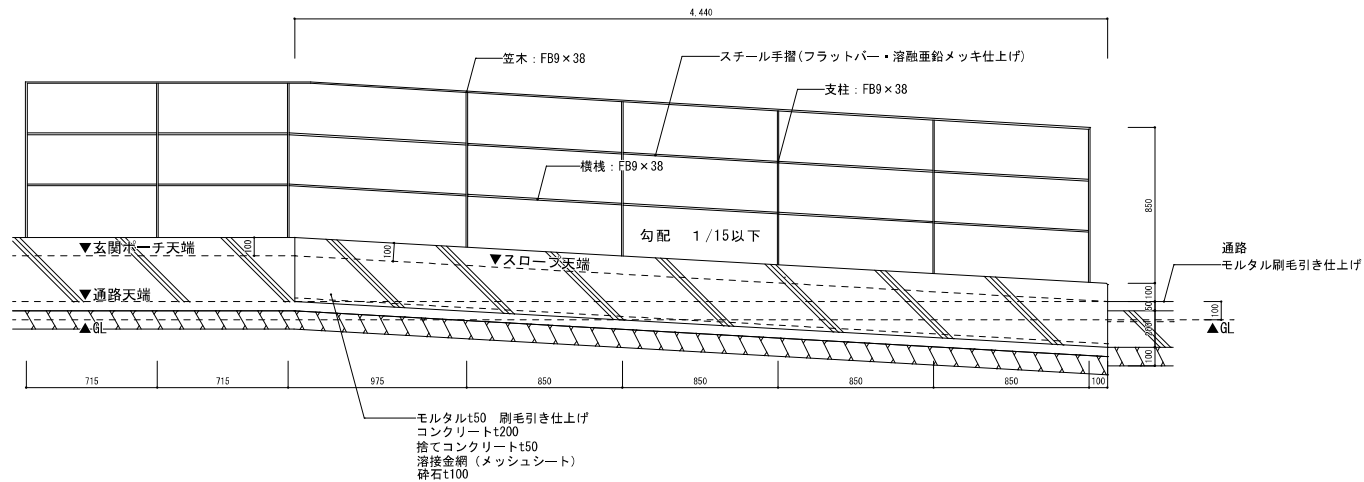 4,440
笠木：FB9×38
スチール手摺(フラットバー・溶融亜鉛メッキ仕上げ)
支柱：FB9×38
横桟：FB9×38
850
勾配　1/15以下
▼玄関ポーチ天端
100
100
▼スロープ天端
通路
モルタル刷毛引き仕上げ
▼通路天端
100
50
100
200
▲GL
▲GL
100
715
715
975
850
850
850
850
100
モルタルt50　刷毛引き仕上げ
コンクリートt200
捨てコンクリートt50
溶接金網（メッシュシート）
砕石t100